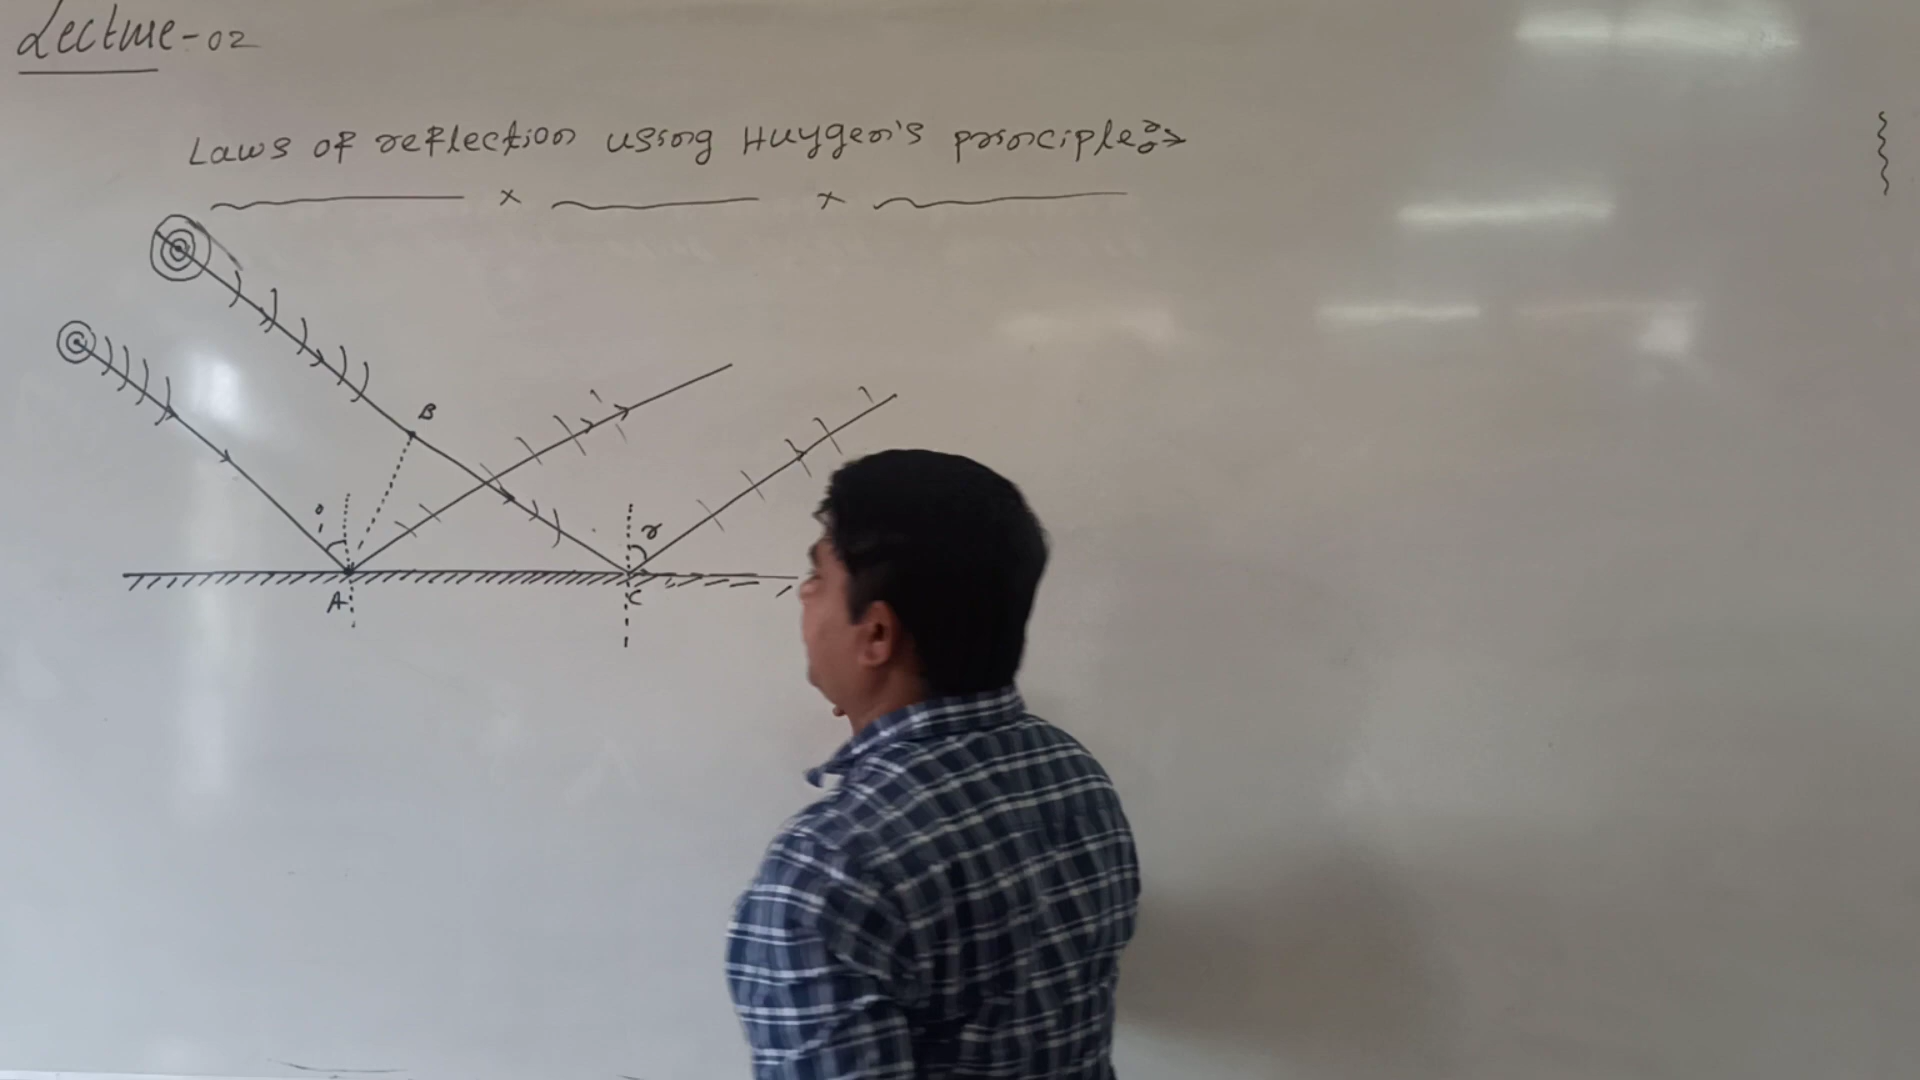 Lecture-02
Laws of reflection using Huygen's principle:→
B
i
r
A
C